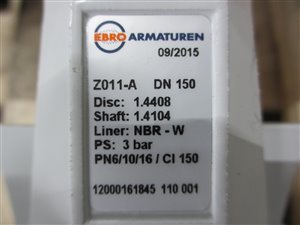 EBRO ARMATUREN
09/2015
Z011-A DN 150
Disc: 1.4408
Shaft: 1.4104
Liner: NBR - W
PS: 3 bar
PN6/10/16 / CI 150
12000161845 110 001